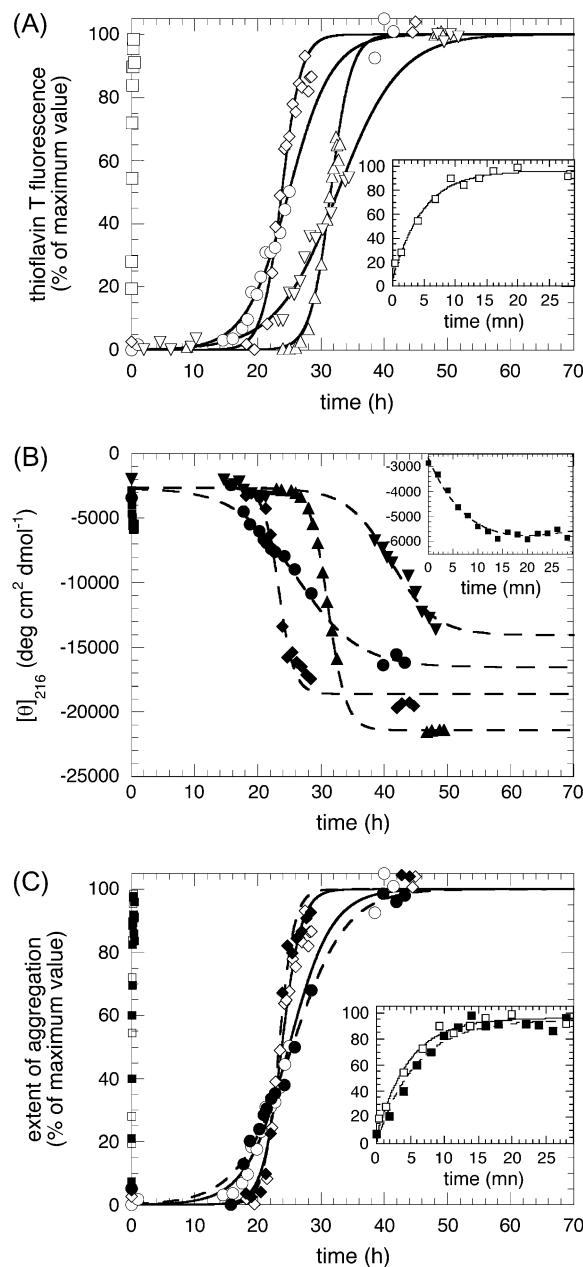 (A)
100
80
60
40
20
0
thioflavin T fluorescence
(% of maximum value)
100
80
60
40
20
0
0 5 10 15 20 25
time (mn)
0 10 20 30 40 50 60 70
time (h)
(B)
0
-5000
-10000
-15000
-20000
-25000
[θ]216 (deg cm2 dmol-1)
-3000
-4000
-5000
-6000
0 10 20
time (mn)
0 10 20 30 40 50 60 70
time (h)
(C)
100
80
60
40
20
0
extent of aggregation
(% of maximum value)
100
80
60
40
20
0
0 5 10 15 20 25
time (mn)
0 10 20 30 40 50 60 70
time (h)